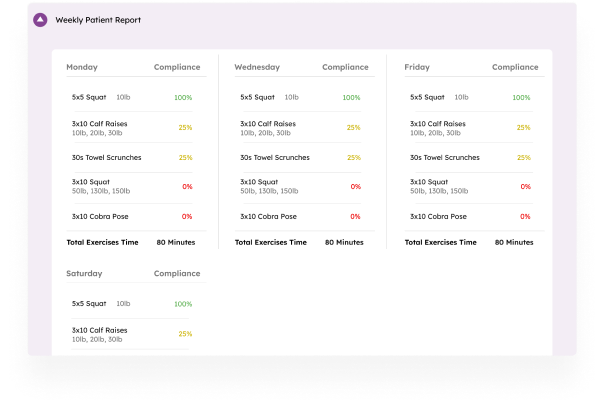 Weekly Patient Report
Monday Compliance
5x5 Squat 10lb 100%
3x10 Calf Raises
10lb, 20lb, 30lb 25%
30s Towel Scrunches 25%
3x10 Squat
50lb, 130lb, 150lb 0%
3x10 Cobra Pose 0%
Total Exercises Time 80 Minutes
Wednesday Compliance
5x5 Squat 10lb 100%
3x10 Calf Raises
10lb, 20lb, 30lb 25%
30s Towel Scrunches 25%
3x10 Squat
50lb, 130lb, 150lb 0%
3x10 Cobra Pose 0%
Total Exercises Time 80 Minutes
Friday Compliance
5x5 Squat 10lb 100%
3x10 Calf Raises
10lb, 20lb, 30lb 25%
30s Towel Scrunches 25%
3x10 Squat
50lb, 130lb, 150lb 0%
3x10 Cobra Pose 0%
Total Exercises Time 80 Minutes
Saturday Compliance
5x5 Squat 10lb 100%
3x10 Calf Raises
10lb, 20lb, 30lb 25%